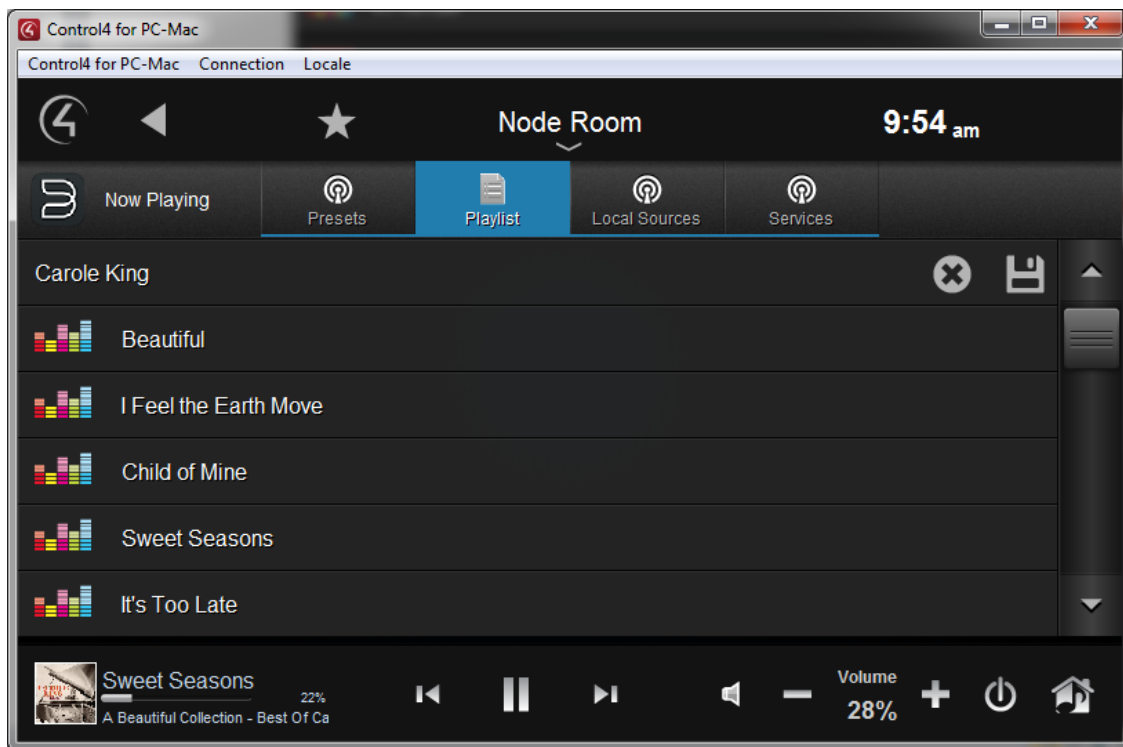 Control4 for PC-Mac
Control4 for PC-Mac Connection Locale
Node Room
9:54 am
Now Playing
Presets
Playlist
Local Sources
Services
Carole King
Beautiful
I Feel the Earth Move
Child of Mine
Sweet Seasons
It's Too Late
Sweet Seasons
22%
A Beautiful Collection - Best Of Ca
Volume
28%